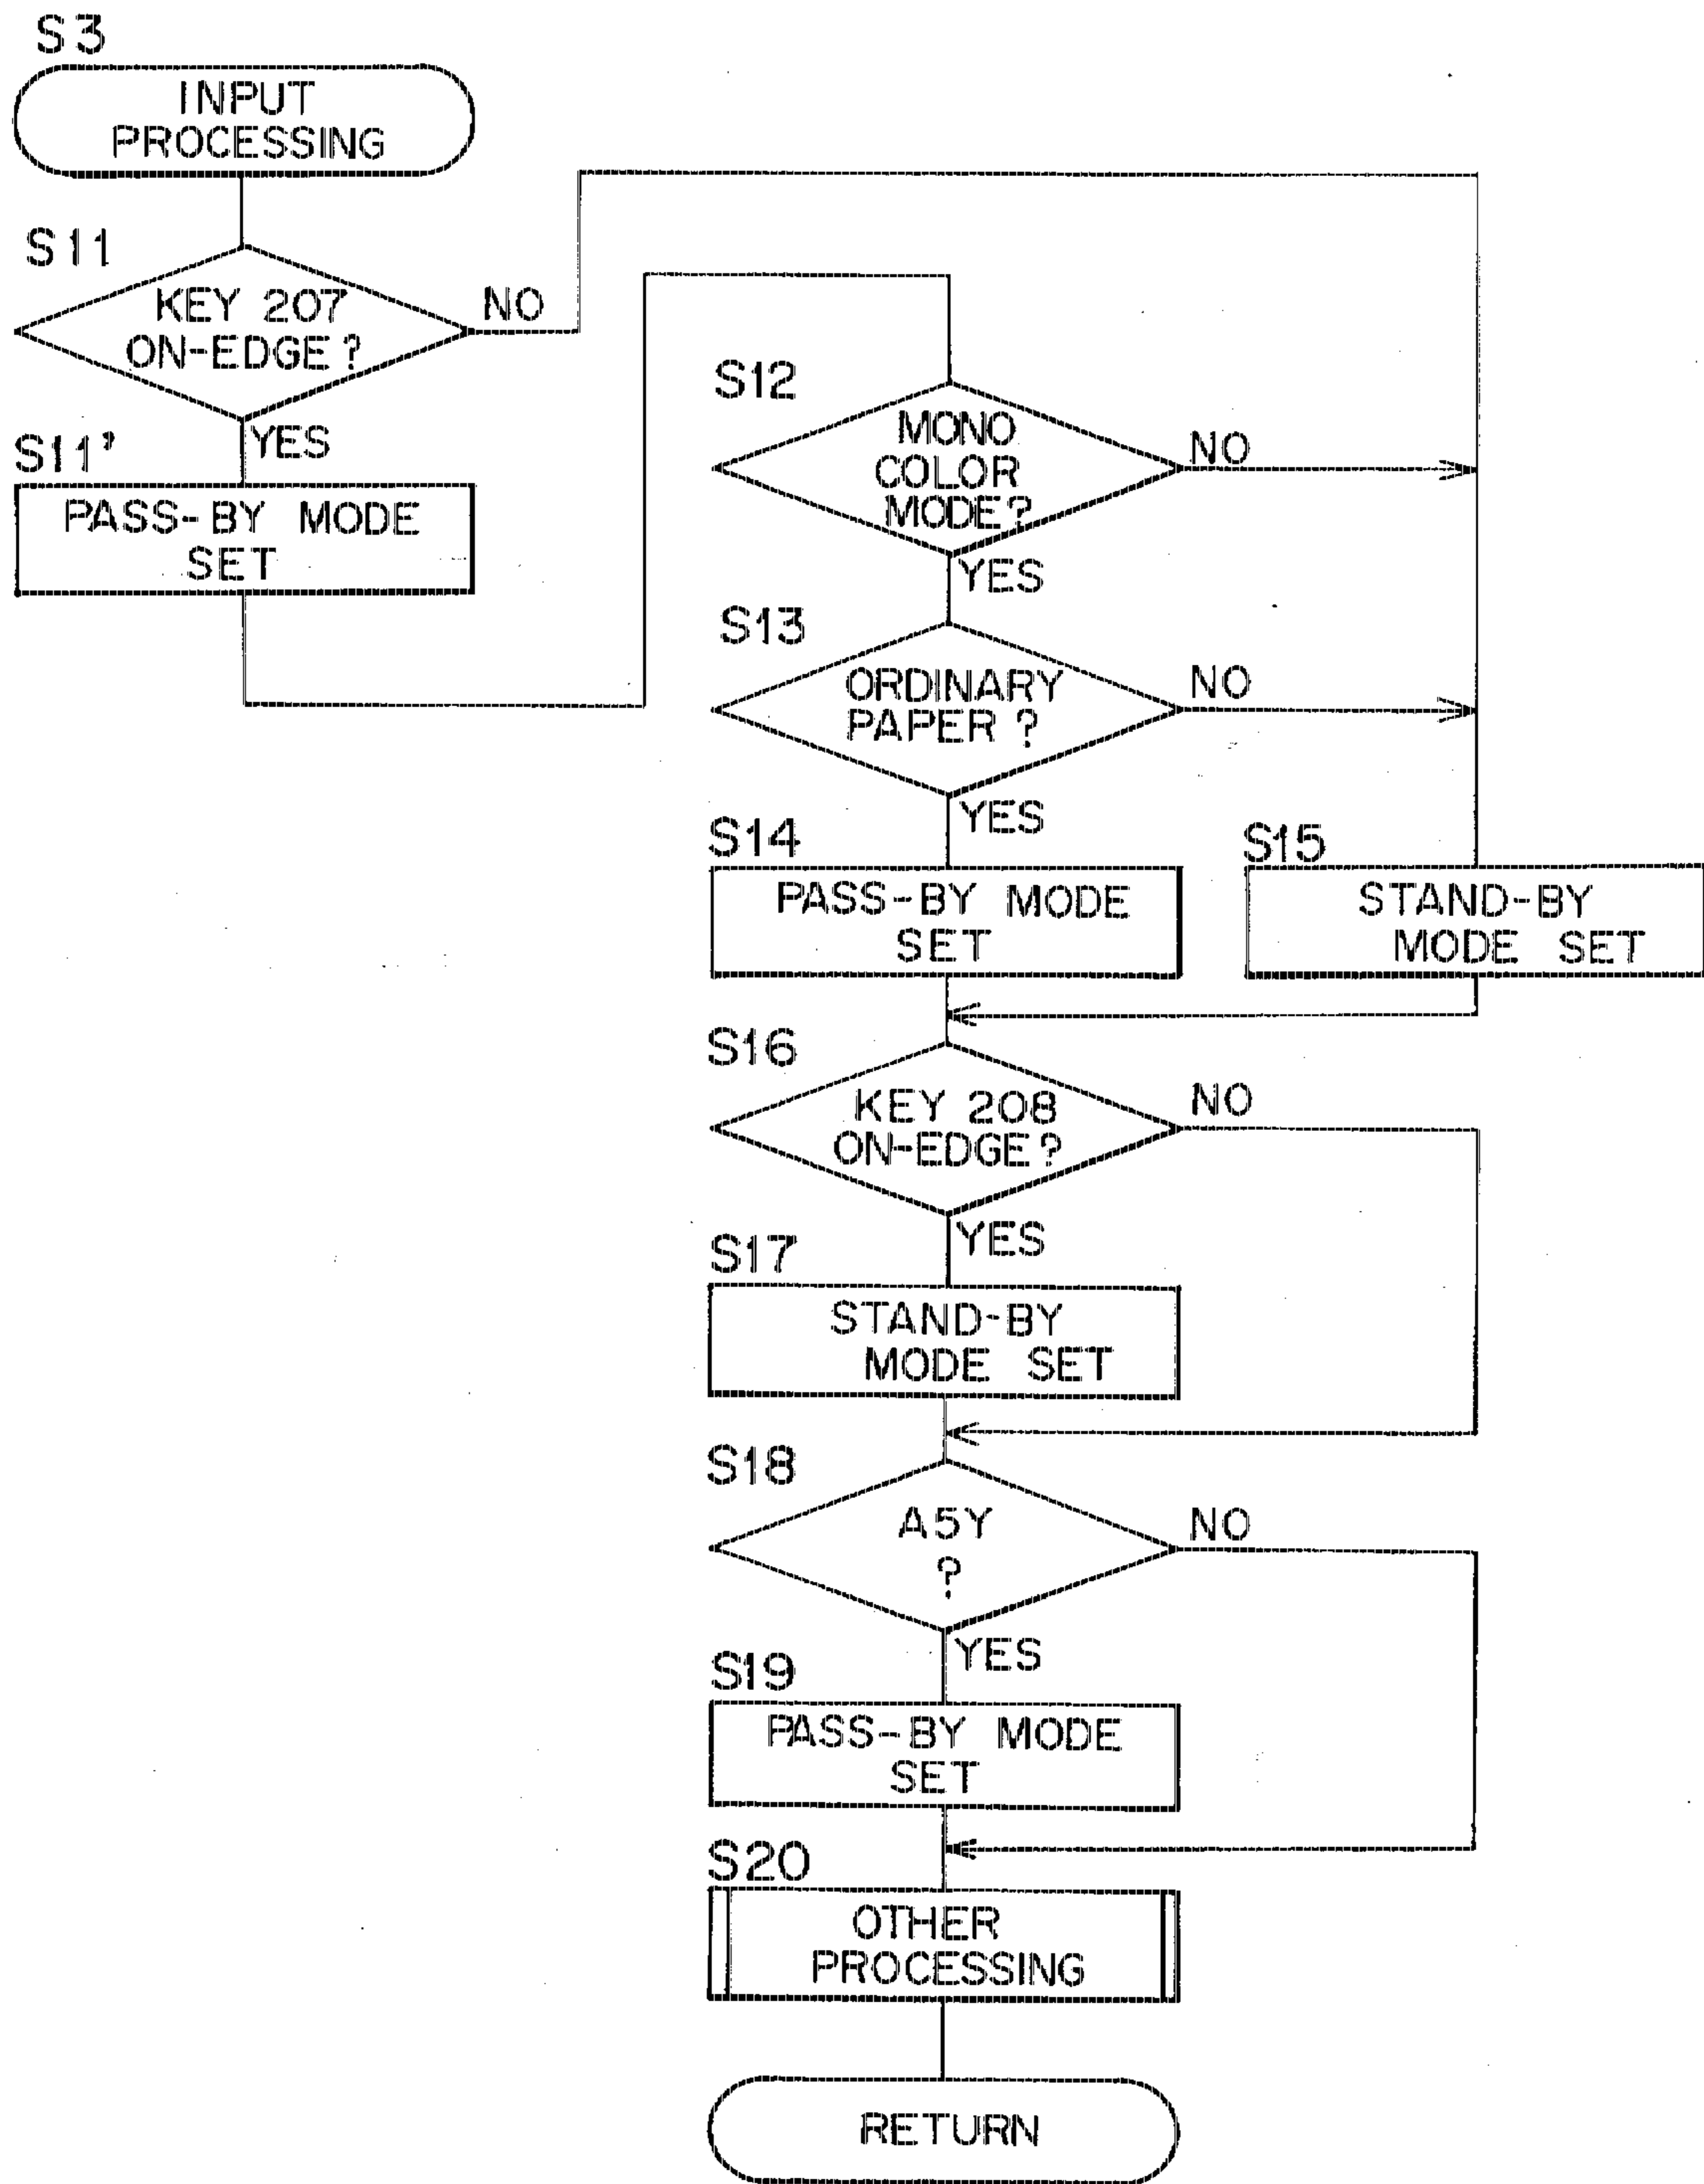 S3
INPUT
PROCESSING
S11
KEY 207
ON-EDGE?
NO
YES
S11'
PASS-BY MODE
SET
S12
MONO
COLOR
MODE?
NO
YES
S13
ORDINARY
PAPER ?
NO
YES
S14
PASS-BY MODE
SET
S15
STAND-BY
MODE SET
S16
KEY 208
ON-EDGE?
NO
YES
S17
STAND-BY
MODE SET
S18
A5Y
?
NO
YES
S19
PASS-BY MODE
SET
S20
OTHER
PROCESSING
RETURN